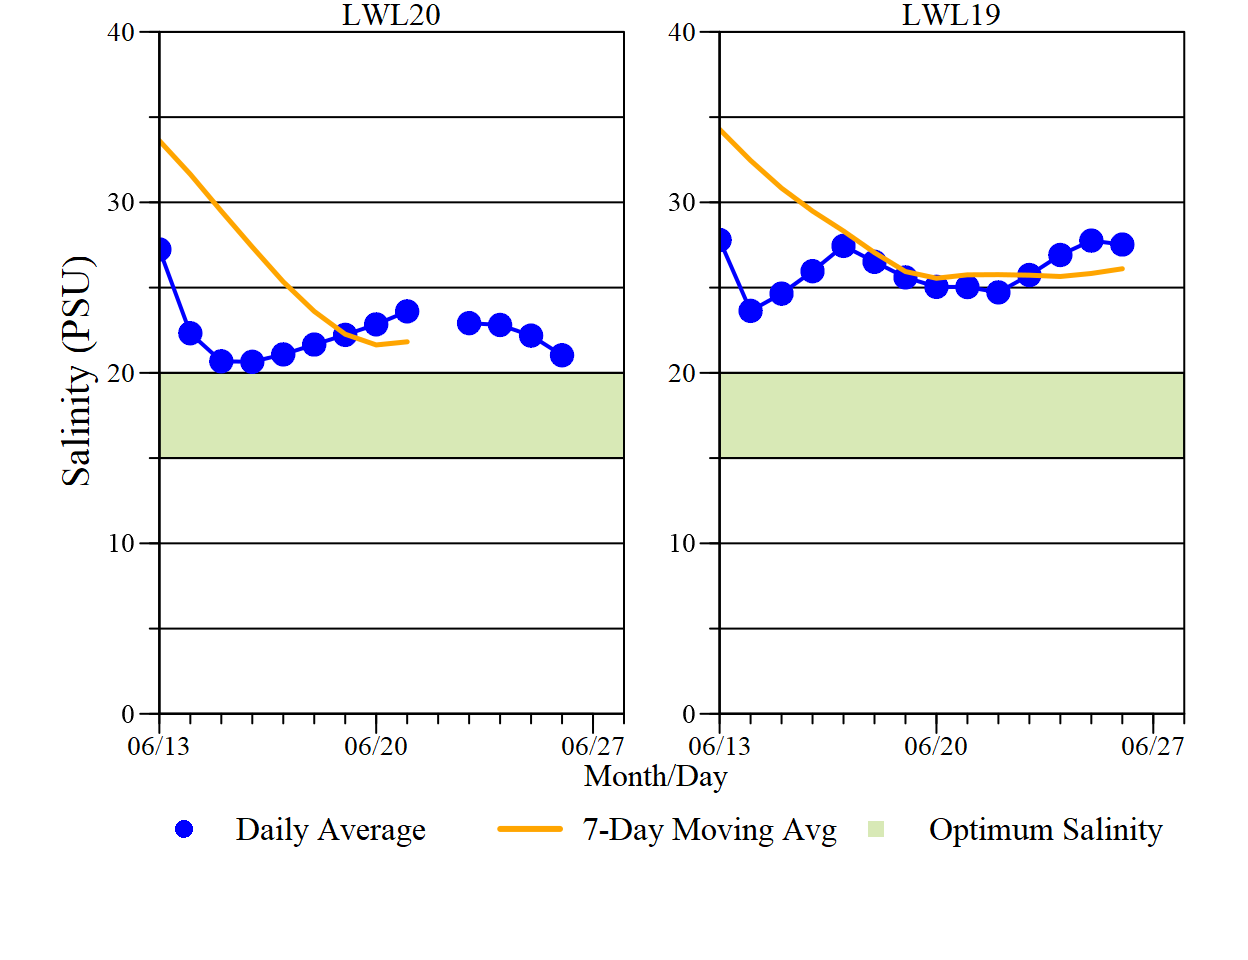 LWL20 LWL19
40 40
30 30
Salinity (PSU)
20 20
10 10
0 0
06/13 06/20 06/27 06/13 06/20 06/27
Month/Day
Daily Average 7-Day Moving Avg Optimum Salinity